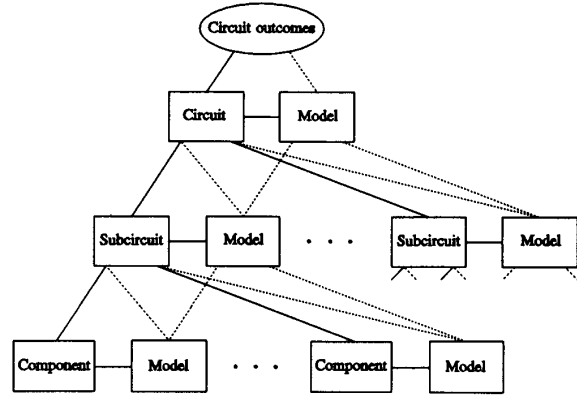 Circuit outcomes
Circuit
Model
Subcircuit
Model
. . .
Subcircuit
Model
Component
Model
. . .
Component
Model